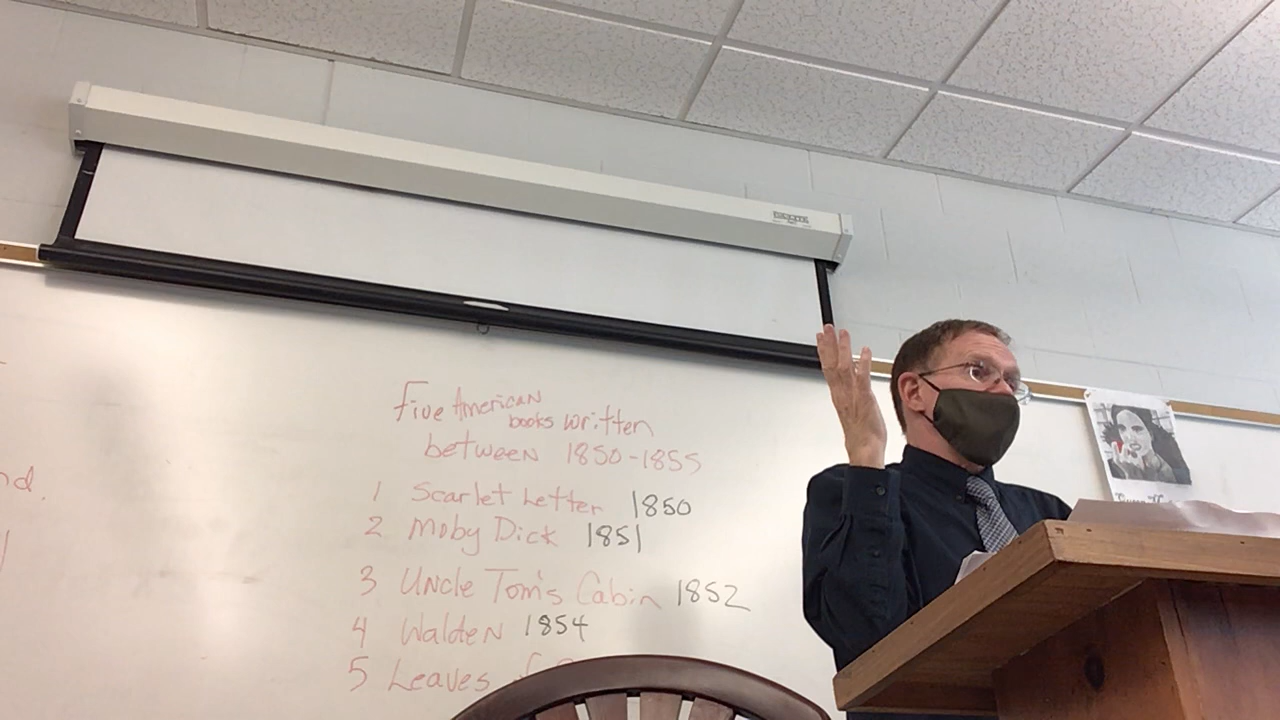 Five American
books written
between 1850-1855
1 Scarlet Letter 1850
2 Moby Dick 1851
3 Uncle Tom's Cabin 1852
4 Walden 1854
5 Leaves
nd.